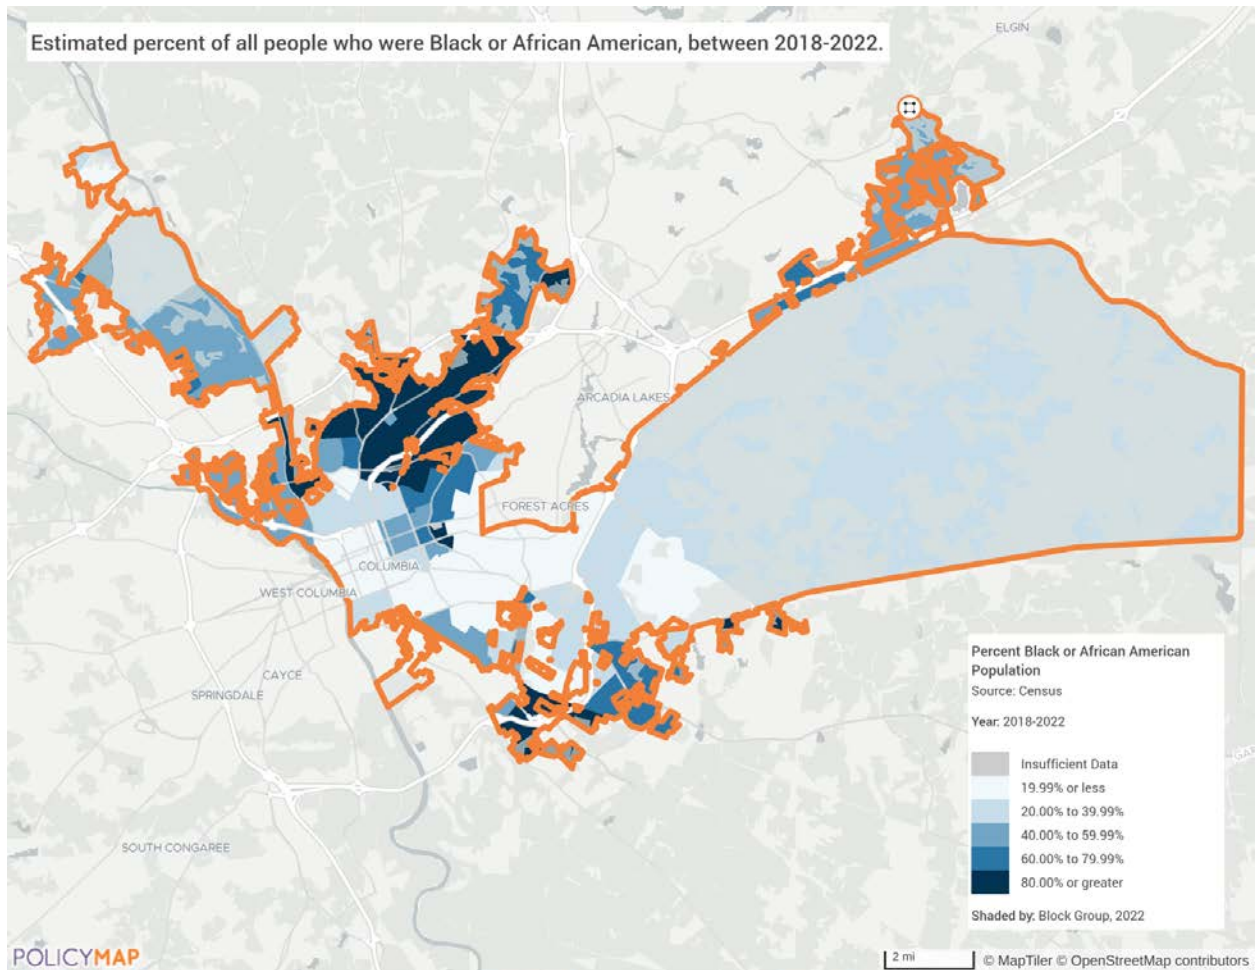 Estimated percent of all people who were Black or African American, between 2018-2022.
ELGIN
ARCADIA LAKES
FOREST ACRES
COLUMBIA
WEST COLUMBIA
CAYCE
SPRINGDALE
SOUTH CONGAREE
Percent Black or African American
Population
Source: Census
Year: 2018-2022
Insufficient Data
19.99% or less
20.00% to 39.99%
40.00% to 59.99%
60.00% to 79.99%
80.00% or greater
Shaded by: Block Group, 2022
POLICYMAP
2 mi
© MapTiler © OpenStreetMap contributors